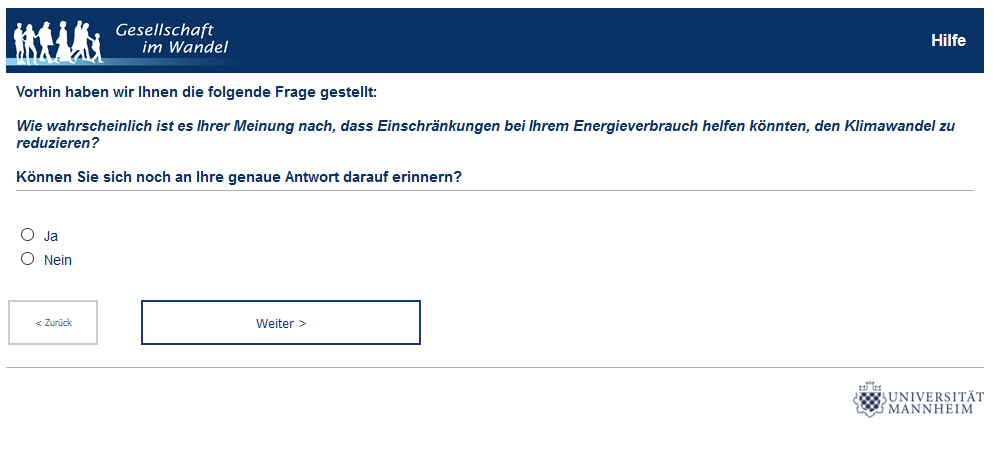 Gesellschaft
im Wandel
Hilfe
Vorhin haben wir Ihnen die folgende Frage gestellt:
Wie wahrscheinlich ist es Ihrer Meinung nach, dass Einschränkungen bei Ihrem Energieverbrauch helfen könnten, den Klimawandel zu
reduzieren?
Können Sie sich noch an Ihre genaue Antwort darauf erinnern?
Ja
Nein
< Zurück
Weiter >
UNIVERSITÄT
MANNHEIM